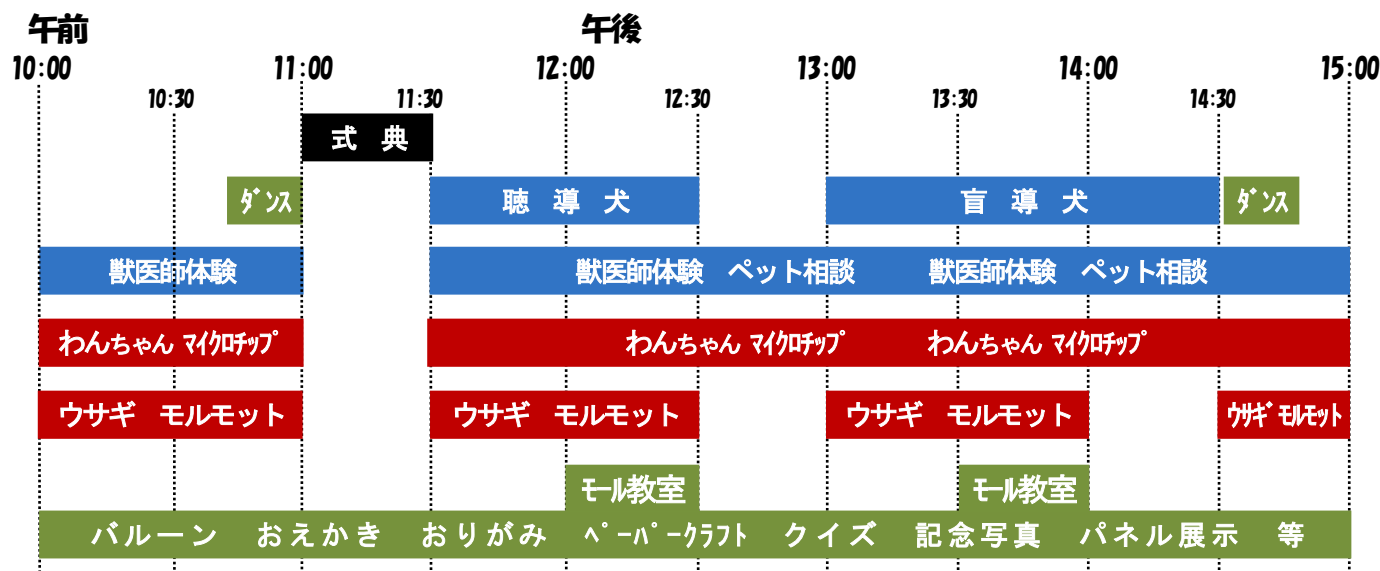 午前 午後
10:00 11:00 12:00 13:00 14:00 15:00
10:30 11:30 12:30 13:30 14:30
式 典
ﾀﾞﾝｽ 聴 導 犬 盲 導 犬 ﾀﾞﾝｽ
獣医師体験 獣医師体験 ペット相談 獣医師体験 ペット相談
わんちゃん ﾏｲｸﾛﾁｯﾌﾟ わんちゃん ﾏｲｸﾛﾁｯﾌﾟ わんちゃん ﾏｲｸﾛﾁｯﾌﾟ
ウサギ モルモット ウサギ モルモット ウサギ モルモット ｳｻｷﾞ ﾓﾙﾓｯﾄ
ﾓｰﾙ教室 ﾓｰﾙ教室
バルーン おえかき おりがみ ﾍﾟｰﾊﾟｰｸﾗﾌﾄ クイズ 記念写真 パネル展示 等